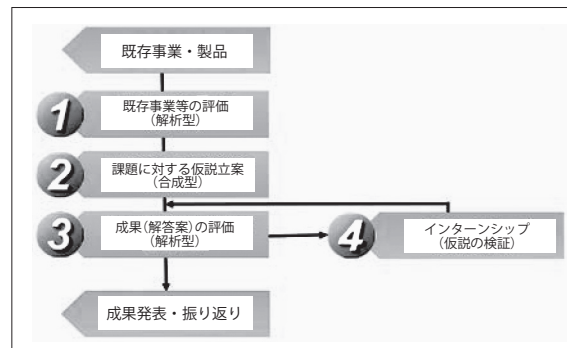 既存事業・製品
1
既存事業等の評価
(解析型)
2
課題に対する仮説立案
(合成型)
3
成果(解答案)の評価
(解析型)
4
インターンシップ
(仮説の検証)
成果発表・振り返り